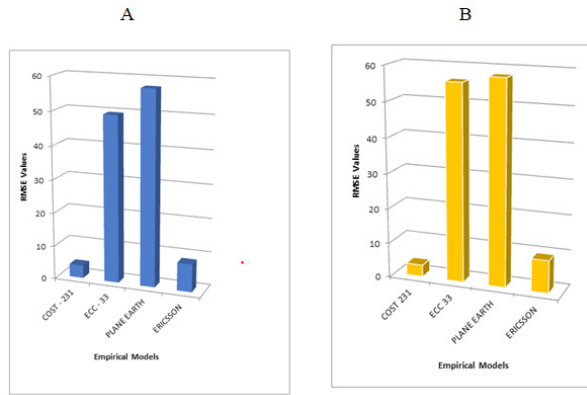 A
B
60
50
40
30
20
10
0
RMSE Values
COST - 231
ECC - 33
PLANE EARTH
ERICSSON
Empirical Models
60
50
40
30
20
10
0
RMSE Values
COST 231
ECC 33
PLANE EARTH
ERICSSON
Empirical Models